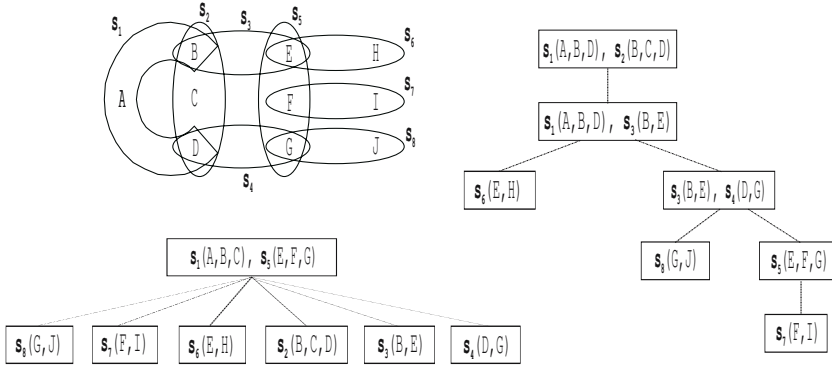 S1
S2
S3
S5
S6
B
E
H
S7
A
C
F
I
S8
D
G
J
S4
S1(A,B,D), S2(B,C,D)
S1(A,B,D), S3(B,E)
S6(E,H)
S3(B,E), S4(D,G)
S8(G,J)
S5(E,F,G)
S7(F,I)
S1(A,B,C), S5(E,F,G)
S8(G,J)
S7(F,I)
S6(E,H)
S2(B,C,D)
S3(B,E)
S4(D,G)